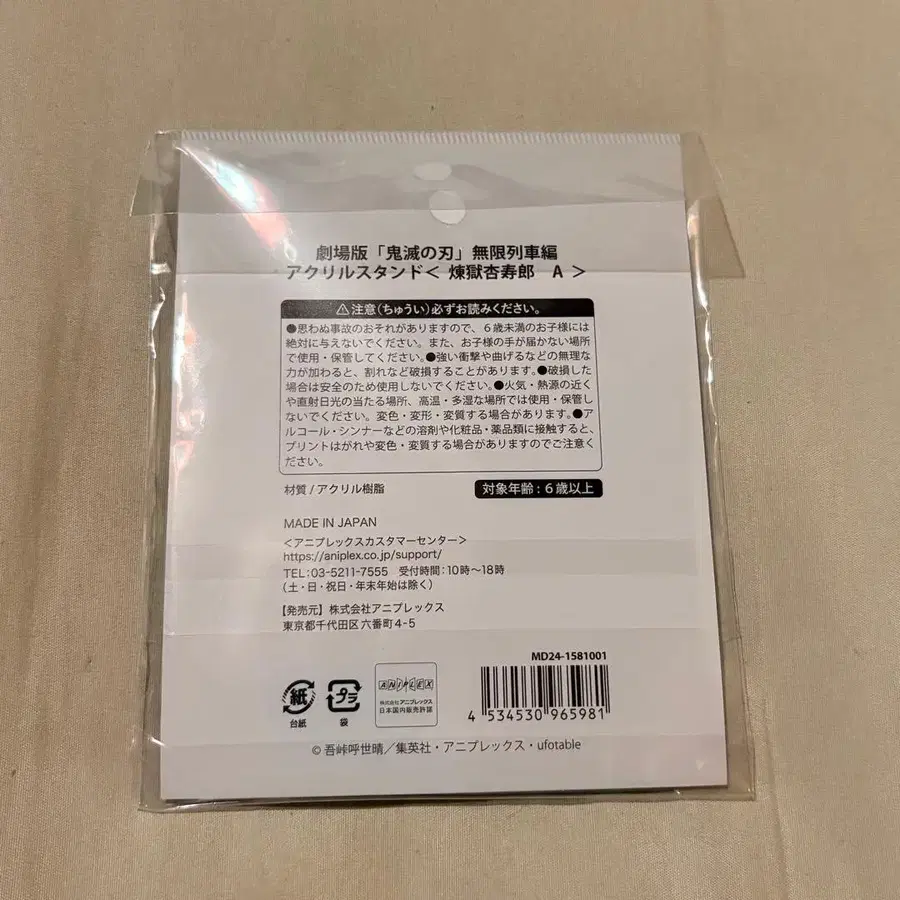 劇場版「鬼滅の刃」無限列車編
アクリルスタンド＜ 煉獄杏寿郎　A ＞
⚠注意（ちゅうい）必ずお読みください。
●思わぬ事故のおそれがありますので、６歳未満のお子様には
絶対に与えないでください。また、お子様の手が届かない場所
で使用・保管してください。●強い衝撃や曲げるなどの無理な
力が加わると、割れなど破損することがあります。●破損した
場合は安全のため使用しないでください。●火気・熱源の近く
や直射日光の当たる場所、高温・多湿な場所では使用・保管し
ないでください。変色・変形・変質する場合があります。●ア
ルコール・シンナーなどの溶剤や化粧品・薬品類に接触すると、
プリントはがれや変色・変質する場合がありますのでご注意く
ださい。
材質 / アクリル樹脂
対象年齢：６歳以上
MADE IN JAPAN
＜アニプレックスカスタマーセンター＞
https://aniplex.co.jp/support/
TEL：03-5211-7555　受付時間：10時～18時
（土・日・祝日・年末年始は除く）
【発売元】株式会社アニプレックス
東京都千代田区六番町4-5
MD24-1581001
紙
台紙
プラ
袋
ANIPLEX
株式会社アニプレックス
日本国内販売許諾
4 534530 965981
© 吾峠呼世晴／集英社・アニプレックス・ufotable